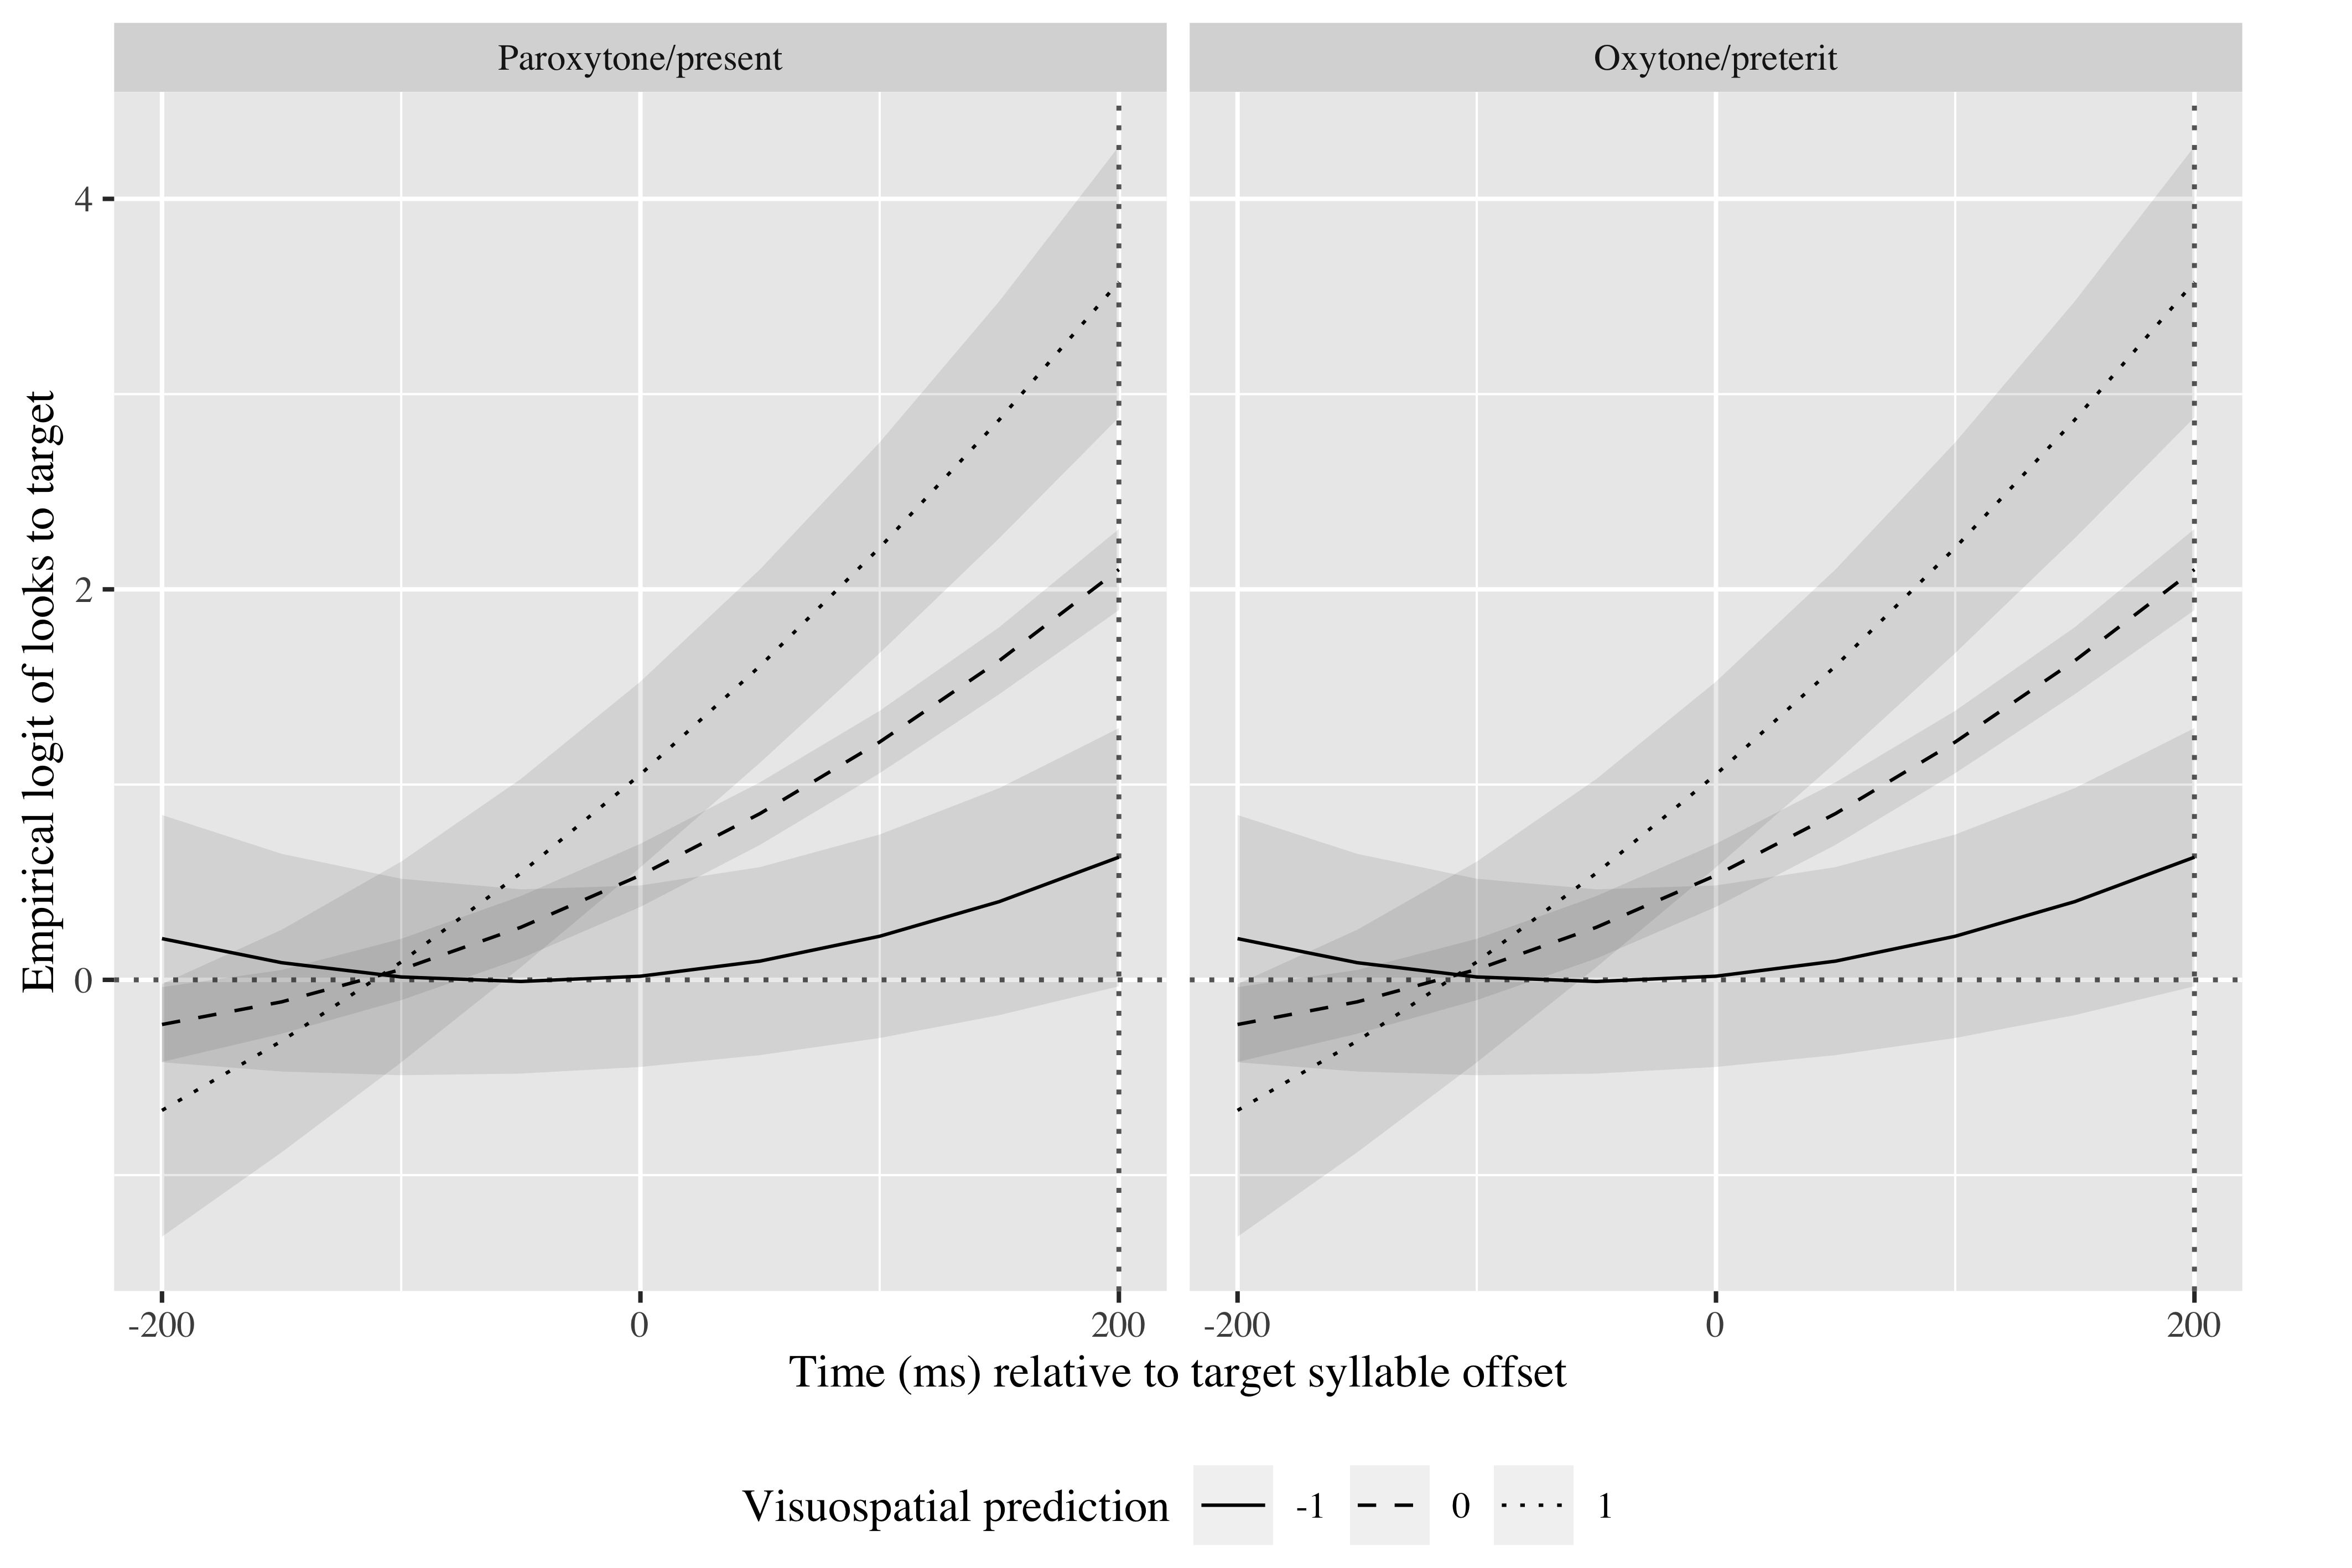 Paroxytone/present Oxytone/preterit
4
2
0
Empirical logit of looks to target
-200 0 200 -200 0 200
Time (ms) relative to target syllable offset
Visuospatial prediction -1 0 1